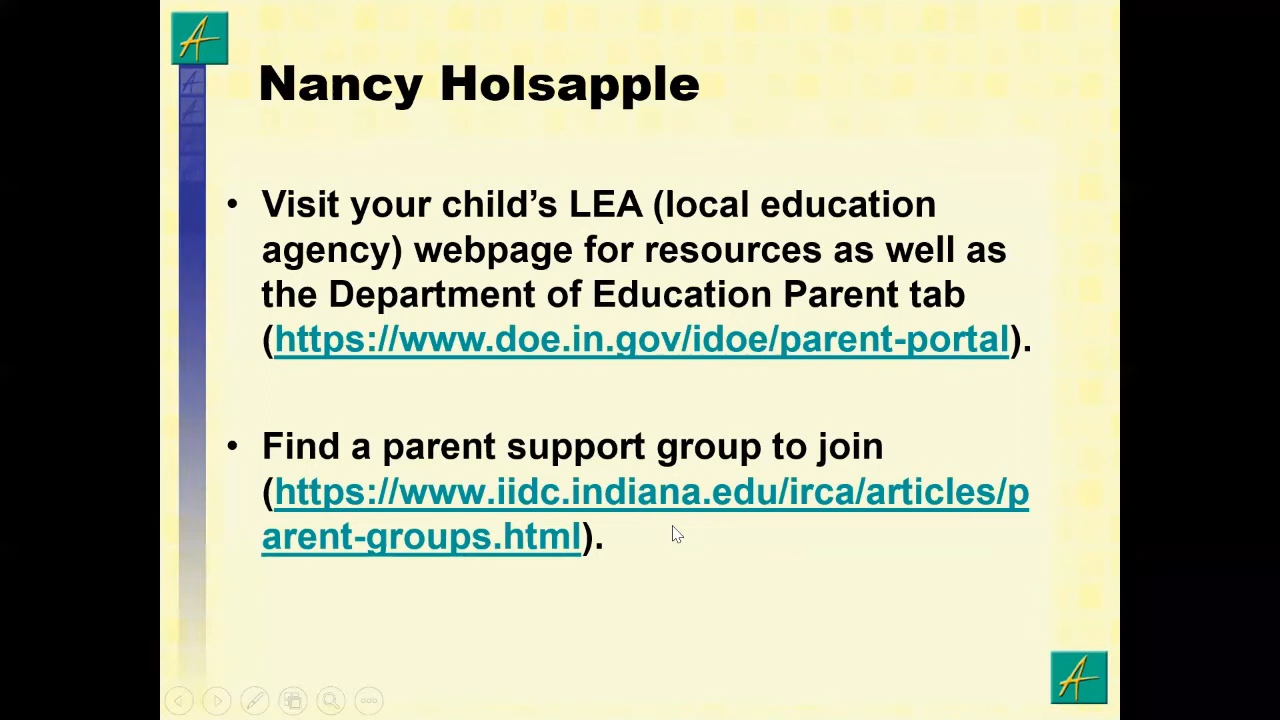 Nancy Holsapple
• Visit your child’s LEA (local education
agency) webpage for resources as well as
the Department of Education Parent tab
(https://www.doe.in.gov/idoe/parent-portal).
• Find a parent support group to join
(https://www.iidc.indiana.edu/irca/articles/p
arent-groups.html).